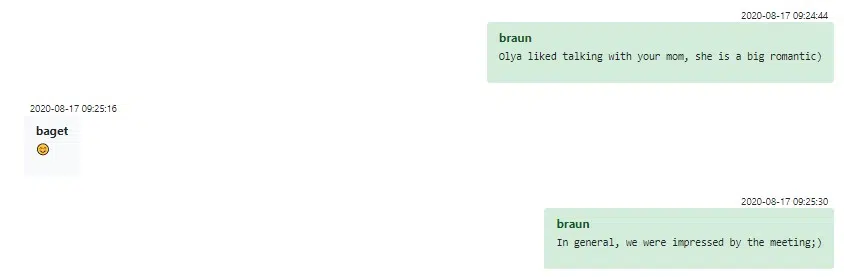 2020-08-17 09:24:44
braun
Olya liked talking with your mom, she is a big romantic)
2020-08-17 09:25:16
baget
😊
2020-08-17 09:25:30
braun
In general, we were impressed by the meeting;)